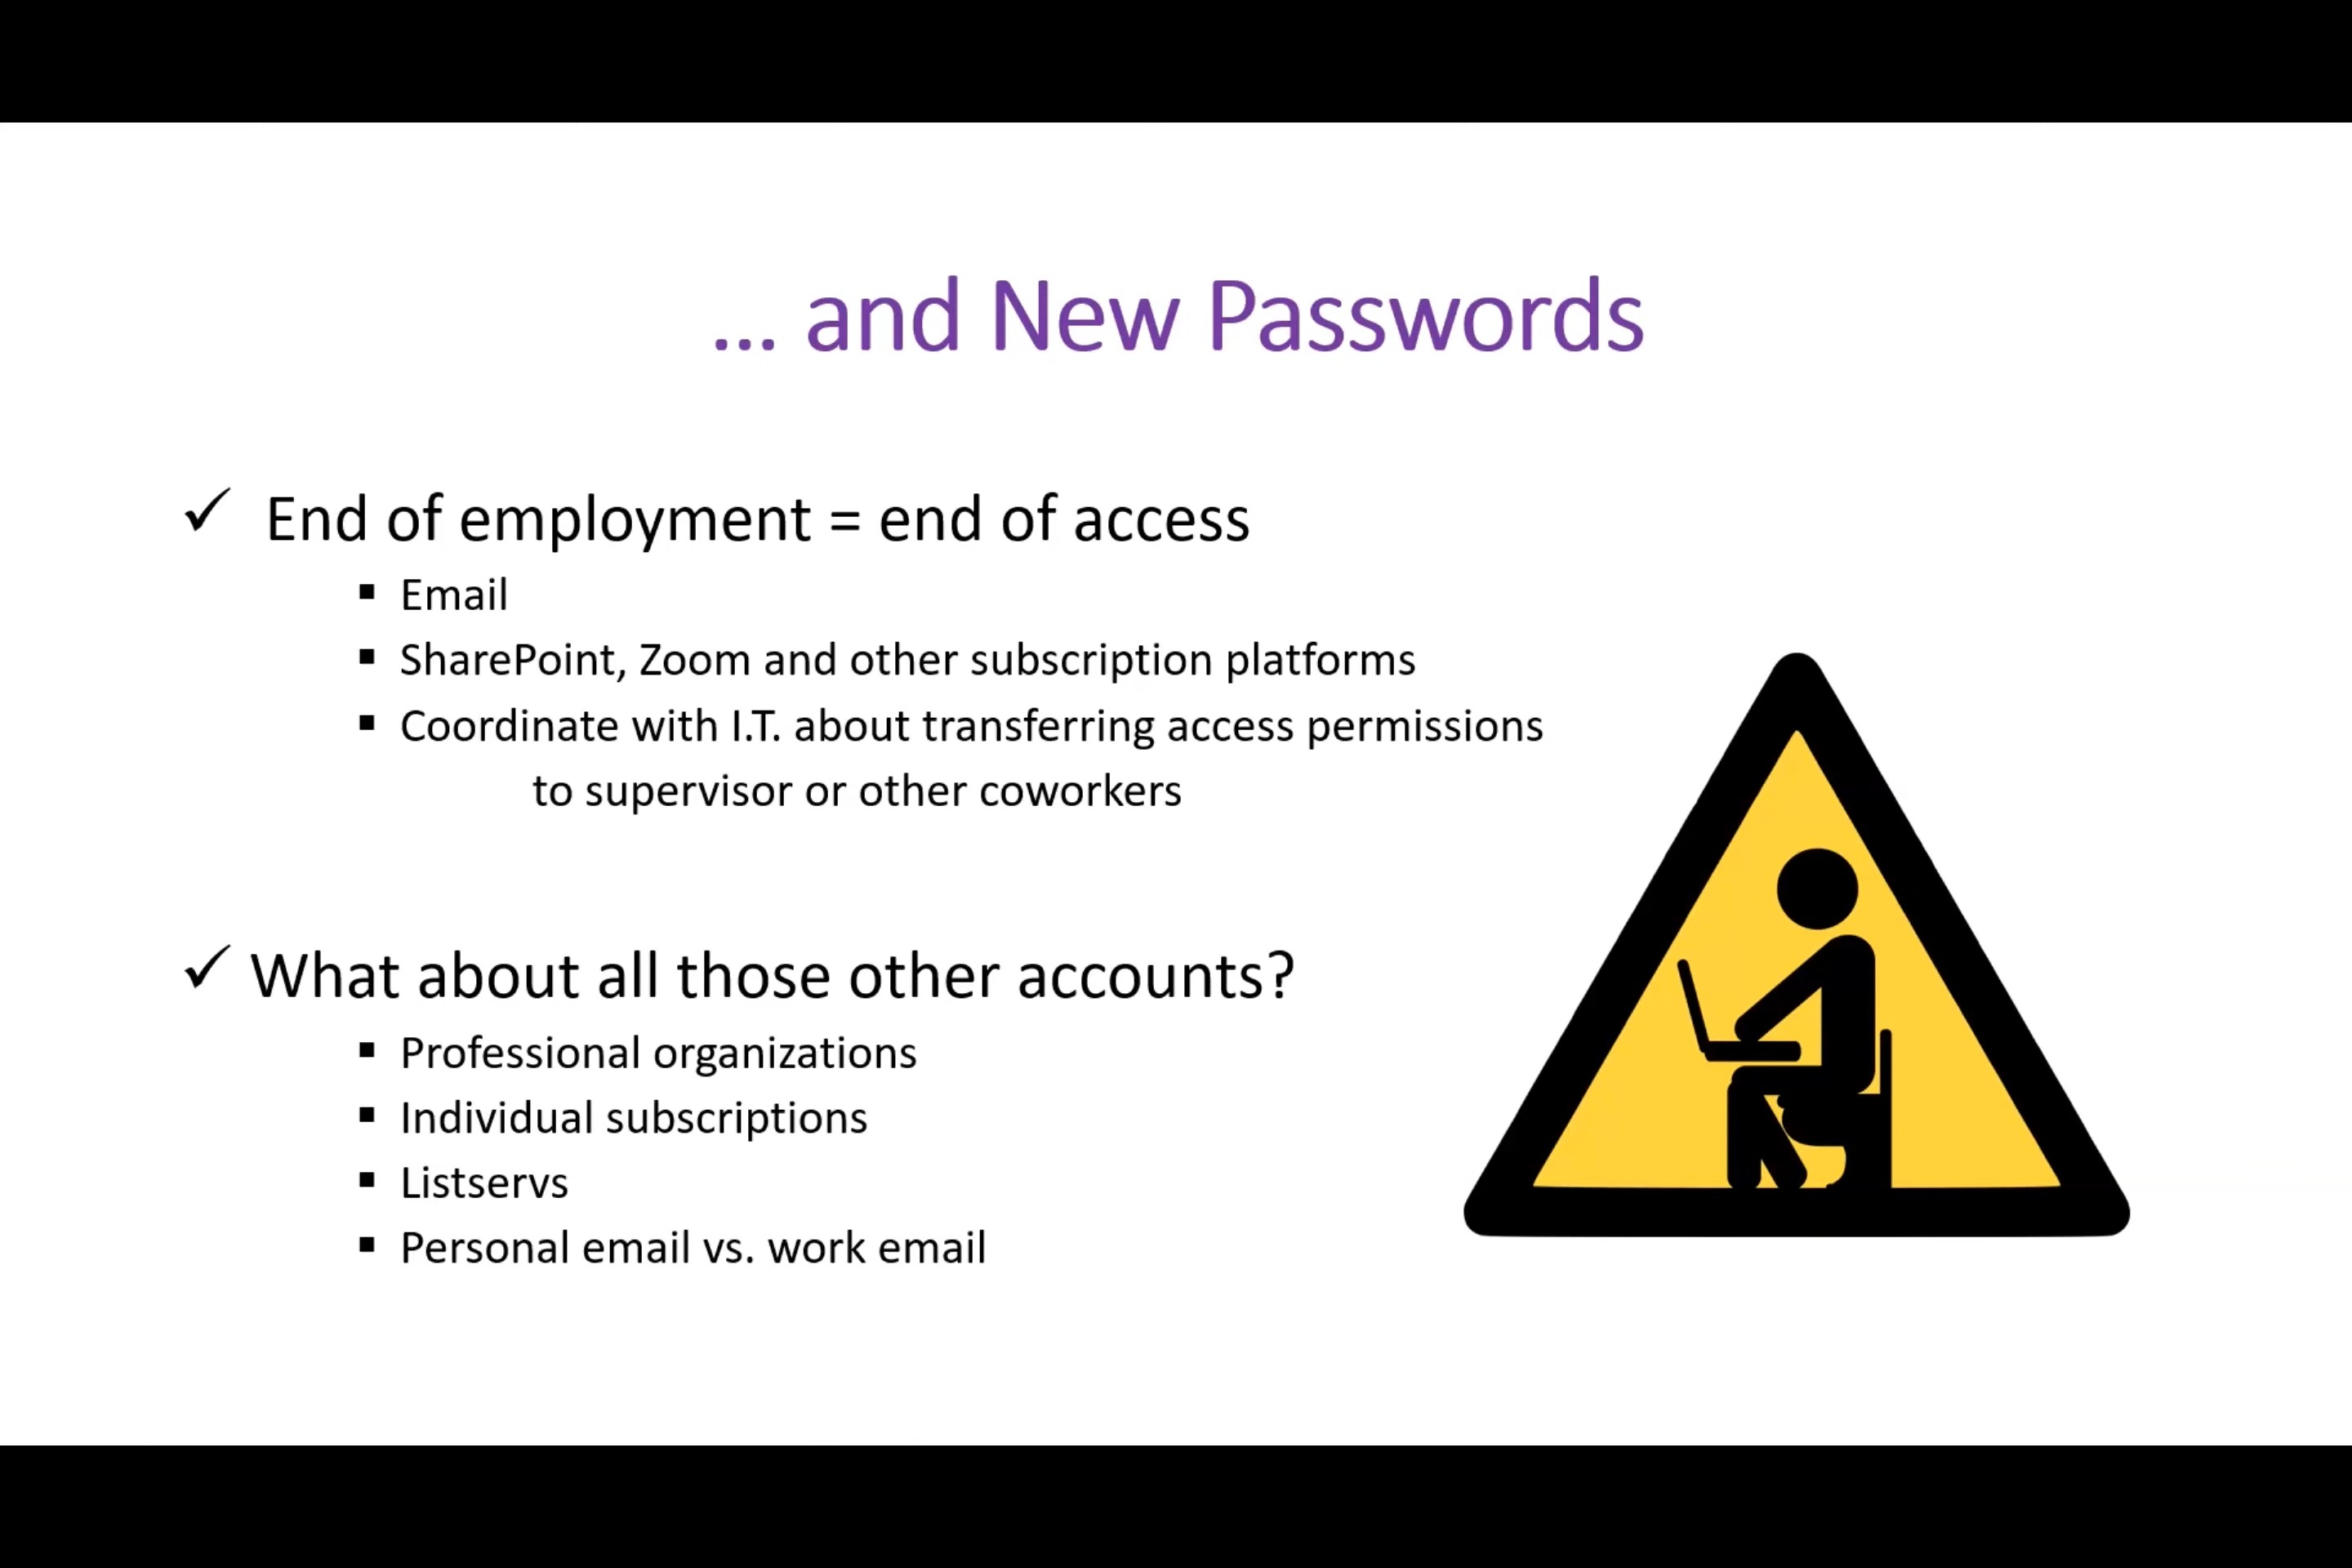 ... and New Passwords
✓ End of employment = end of access
▪ Email
▪ SharePoint, Zoom and other subscription platforms
▪ Coordinate with I.T. about transferring access permissions
to supervisor or other coworkers
✓ What about all those other accounts?
▪ Professional organizations
▪ Individual subscriptions
▪ Listservs
▪ Personal email vs. work email